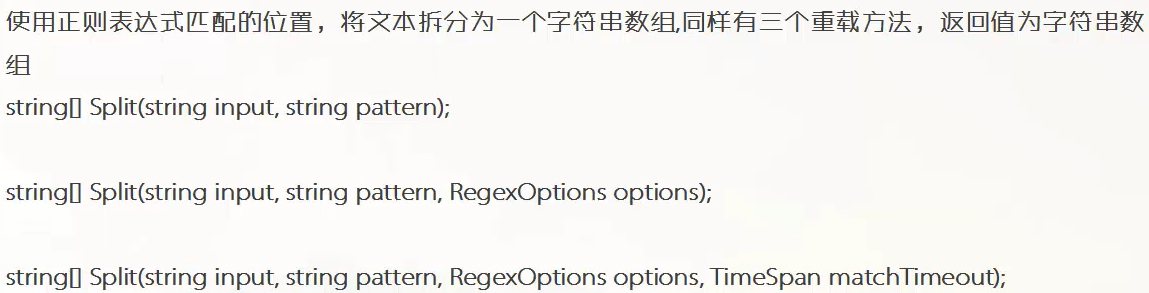 使用正则表达式匹配的位置，将文本拆分为一个字符串数组,同样有三个重载方法，返回值为字符串数
组
string[] Split(string input, string pattern);
string[] Split(string input, string pattern, RegexOptions options);
string[] Split(string input, string pattern, RegexOptions options, TimeSpan matchTimeout);